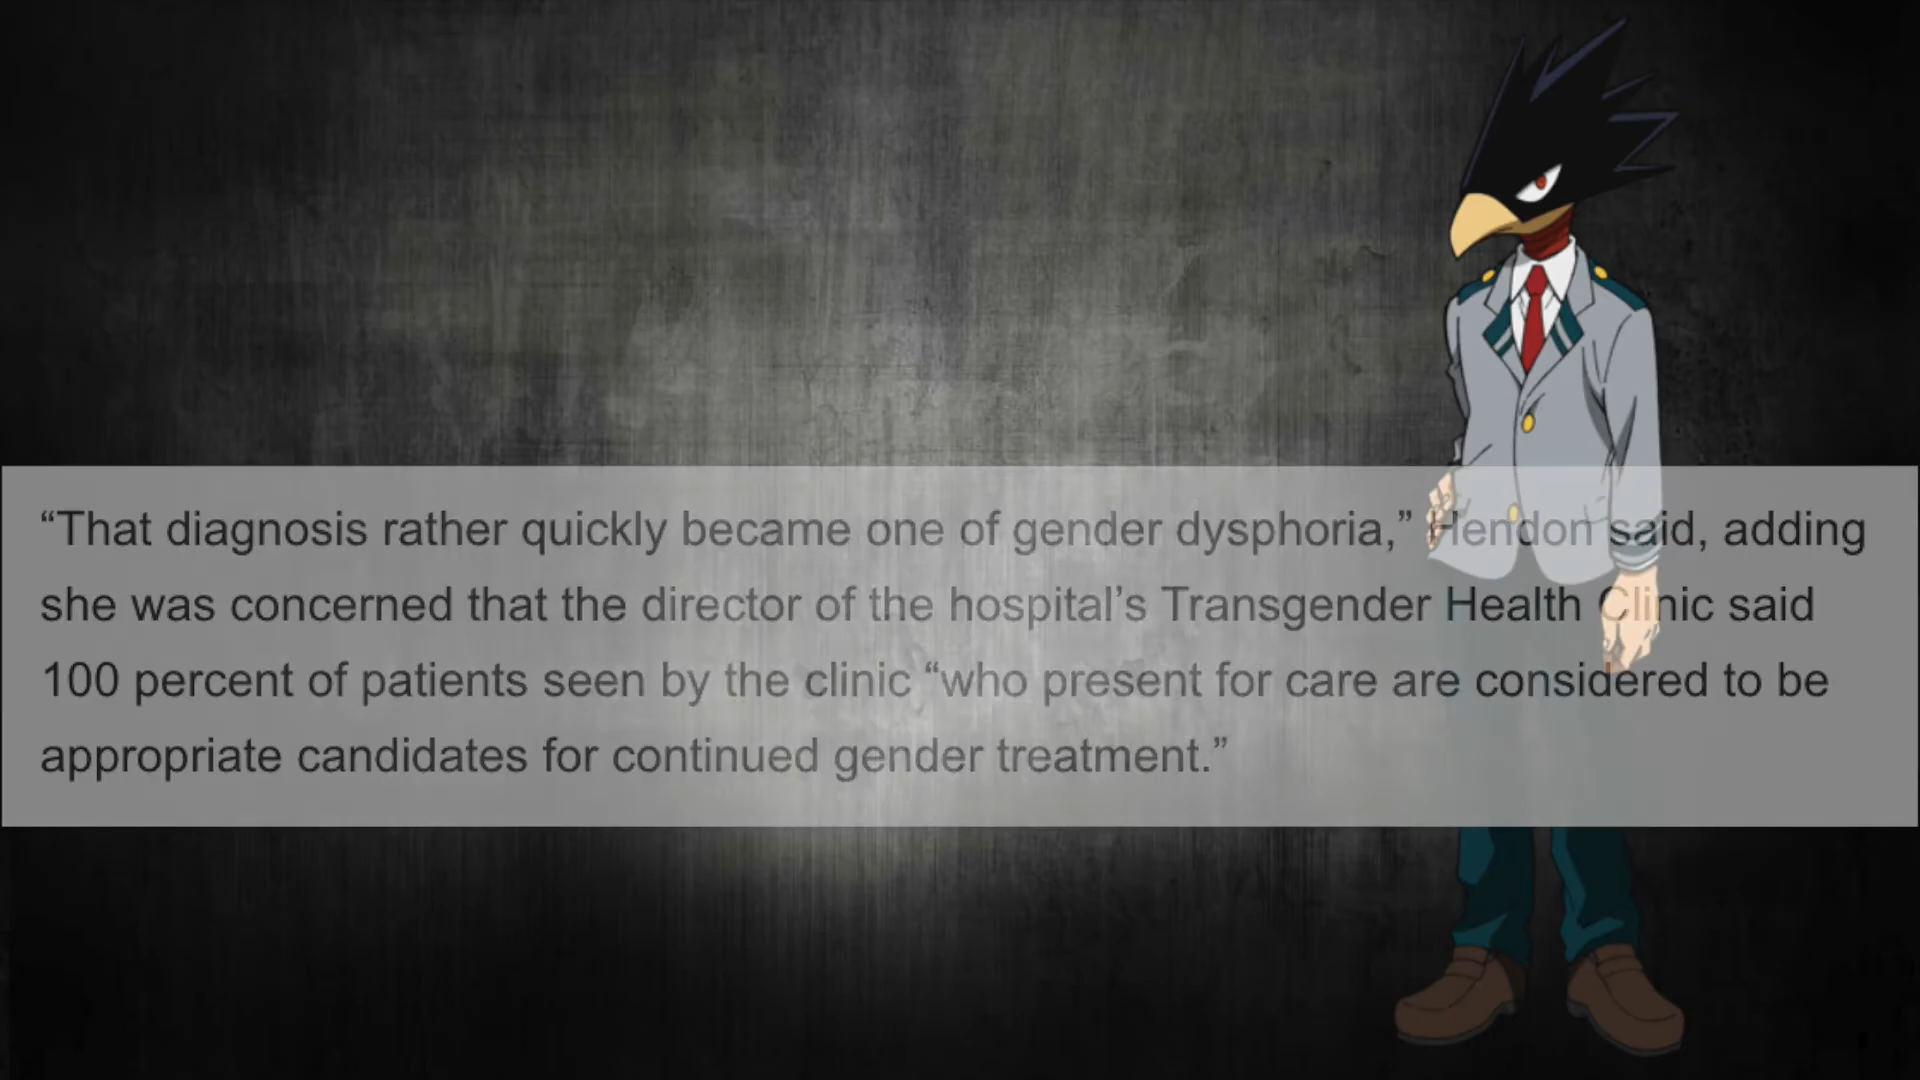 “That diagnosis rather quickly became one of gender dysphoria,” Hendon said, adding
she was concerned that the director of the hospital’s Transgender Health Clinic said
100 percent of patients seen by the clinic “who present for care are considered to be
appropriate candidates for continued gender treatment.”